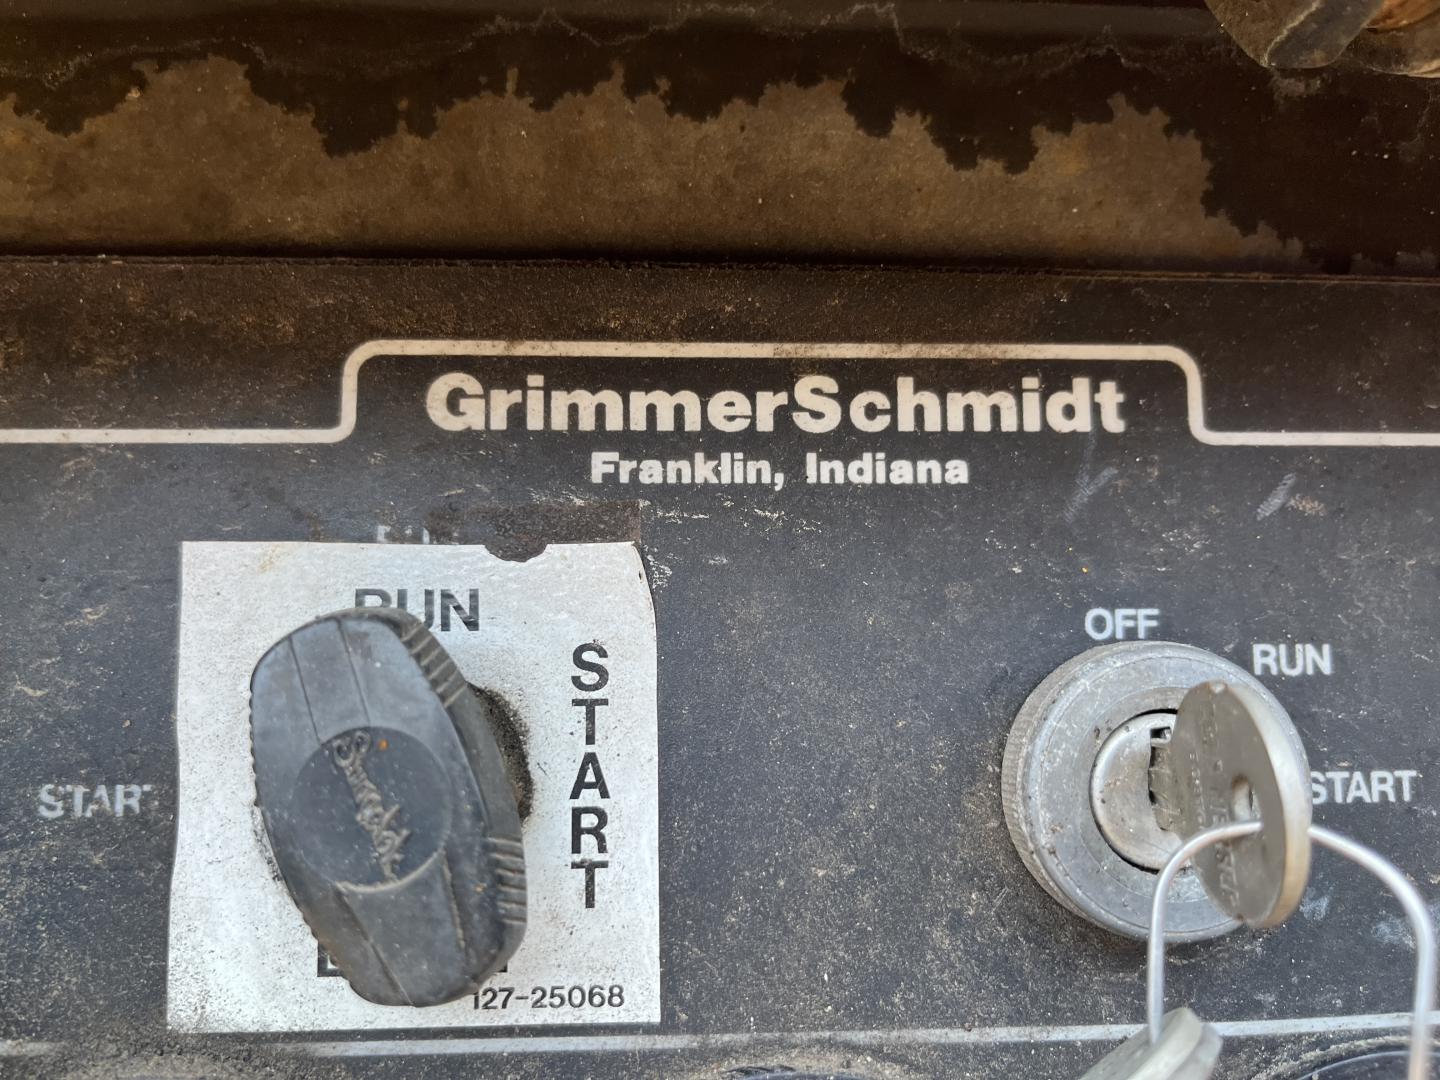 GrimmerSchmidt
Franklin, Indiana
RUN
START
START
127-25068
OFF
RUN
START